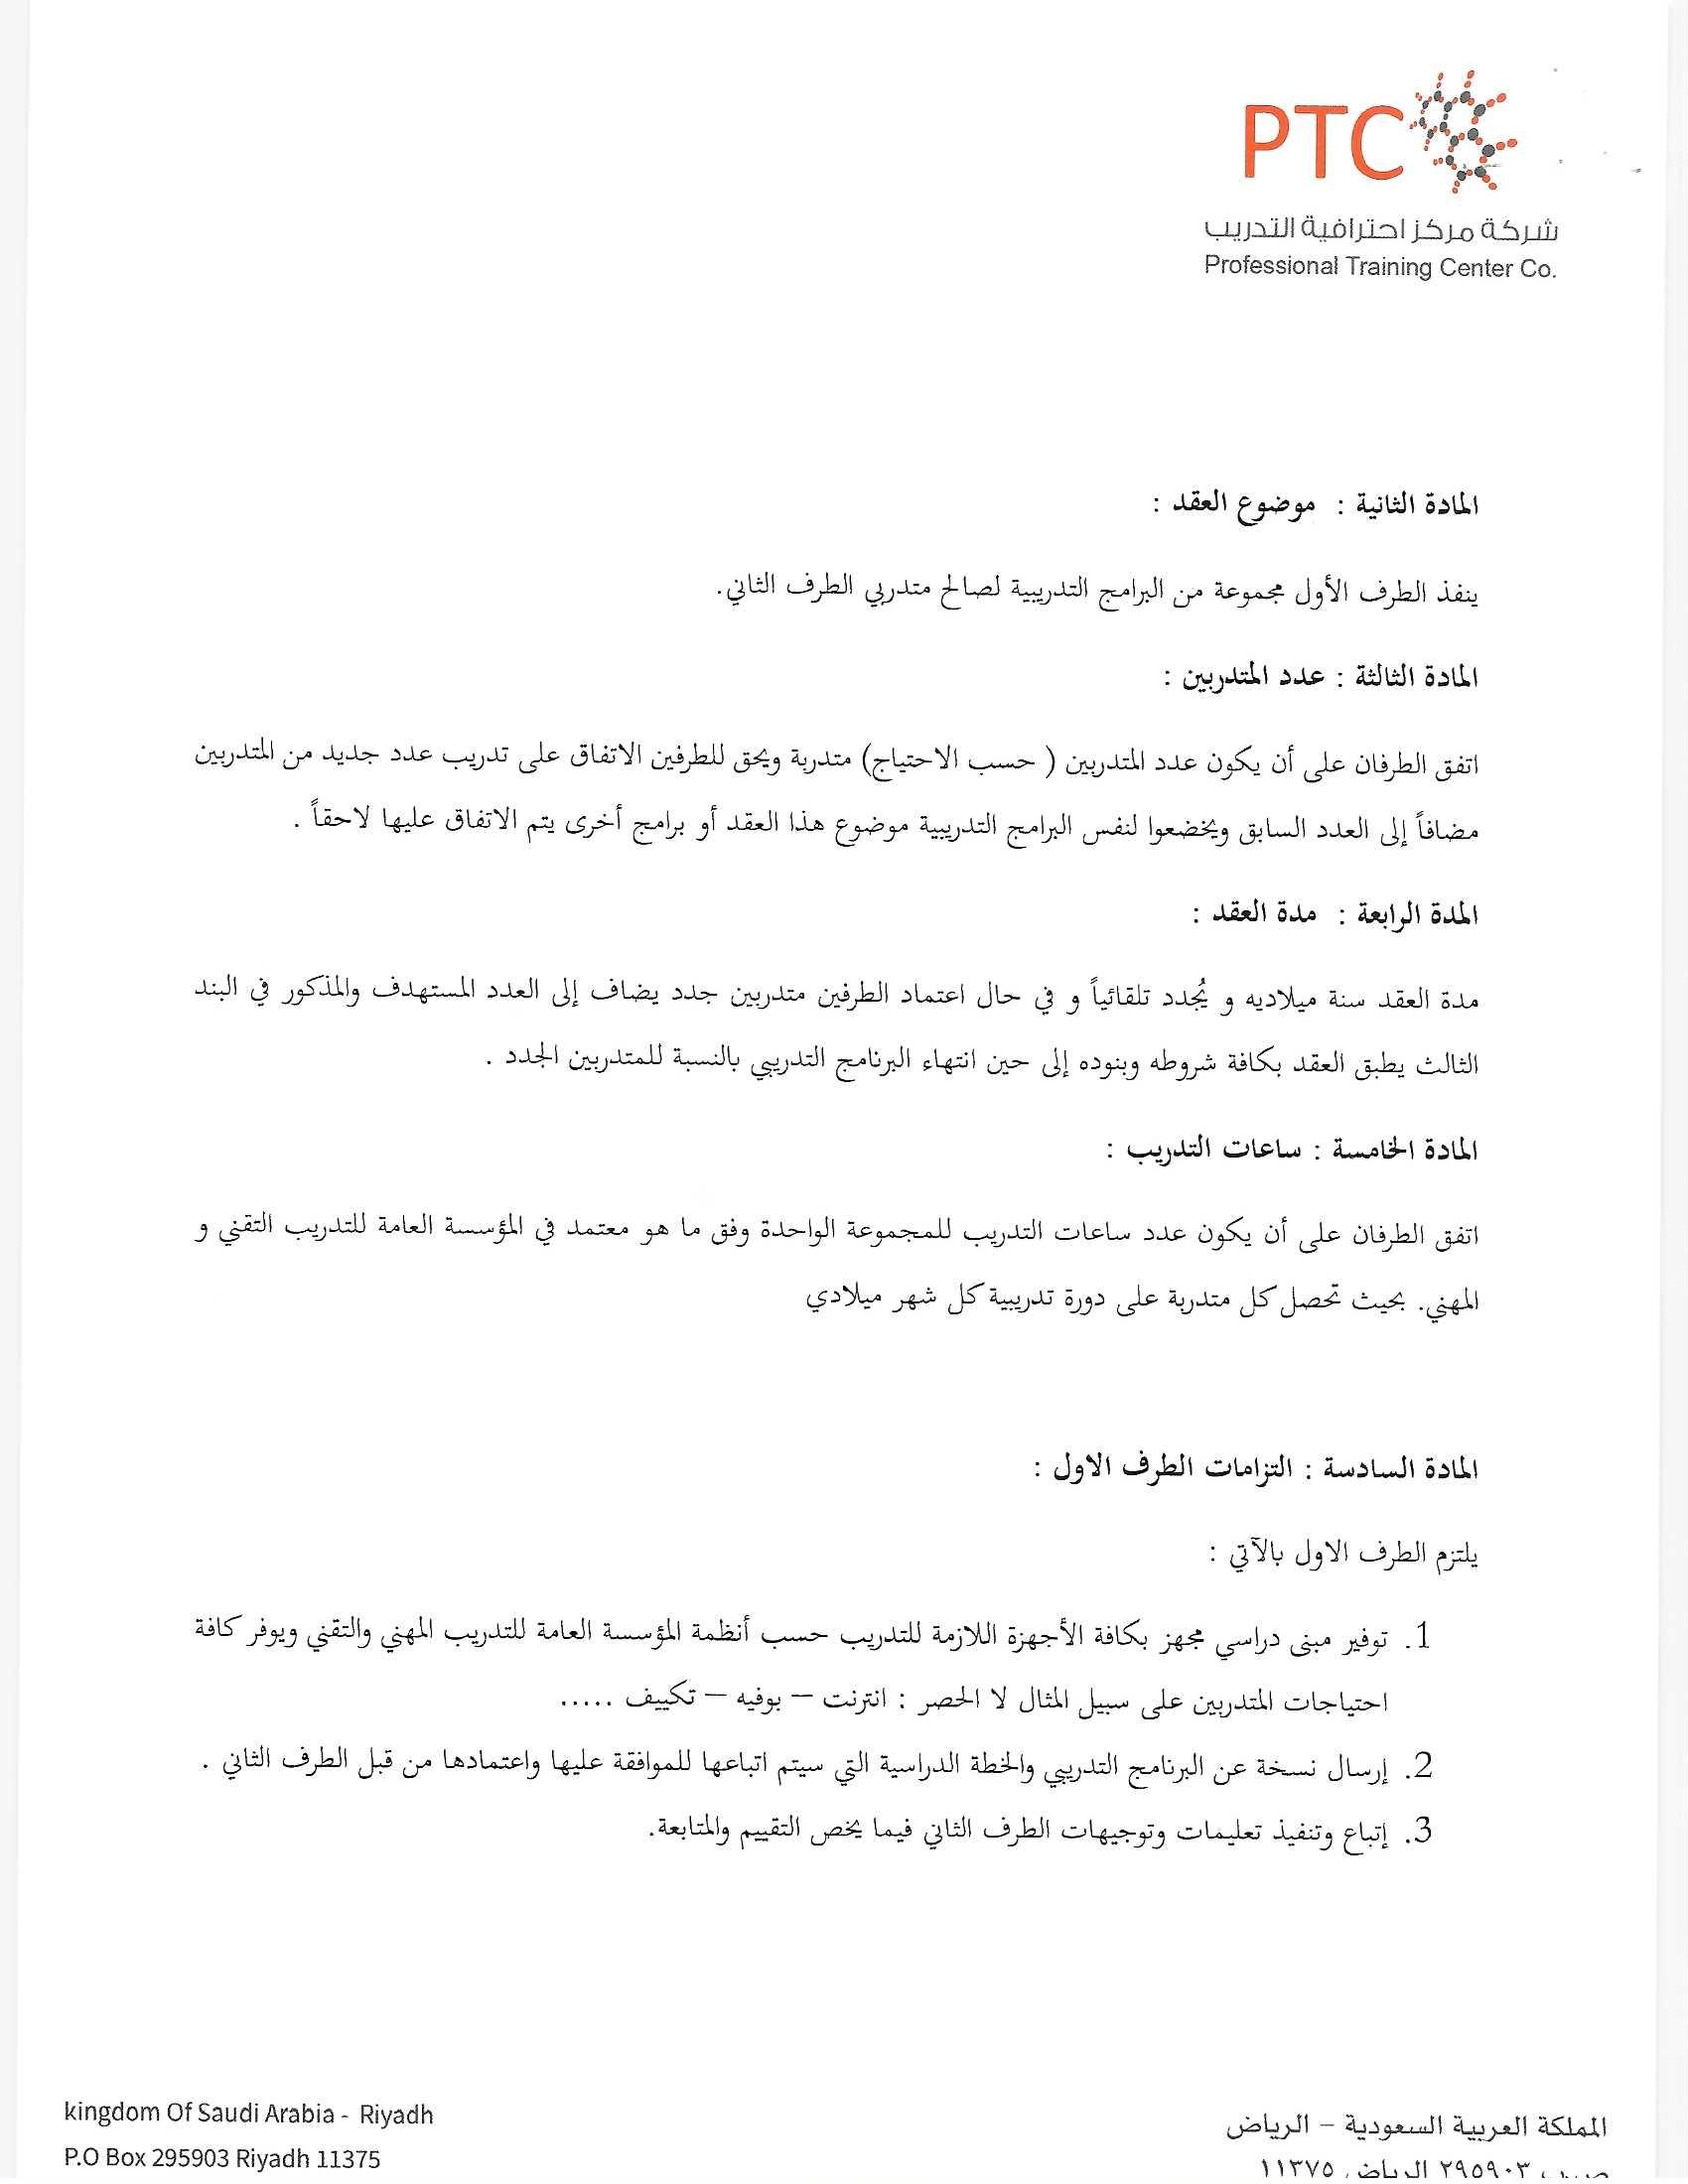 PTC
شركة مركز احترافية التدريب
Professional Training Center Co.
المادة الثانية : موضوع العقد :
ينفذ الطرف الأول مجموعة من البرامج التدريبية لصالح متدربي الطرف الثاني.
المادة الثالثة : عدد المتدربين :
اتفق الطرفان على أن يكون عدد المتدربين ( حسب الاحتياج) متدربة ويحق للطرفين الاتفاق على تدريب عدد جديد من المتدربين
مضافاً إلى العدد السابق ويخضعوا لنفس البرامج التدريبية موضوع هذا العقد أو برامج أخرى يتم الاتفاق عليها لاحقاً .
المدة الرابعة : مدة العقد :
مدة العقد سنة ميلاديه و يُجدد تلقائياً و في حال اعتماد الطرفين متدربين جدد يضاف إلى العدد المستهدف والمذكور في البند
الثالث يطبق العقد بكافة شروطه وبنوده إلى حين انتهاء البرنامج التدريبي بالنسبة للمتدربين الجدد .
المادة الخامسة : ساعات التدريب :
اتفق الطرفان على أن يكون عدد ساعات التدريب للمجموعة الواحدة وفق ما هو معتمد في المؤسسة العامة للتدريب التقني و
المهني. بحيث تحصل كل متدربة على دورة تدريبية كل شهر ميلادي
المادة السادسة : التزامات الطرف الاول :
يلتزم الطرف الاول بالآتي :
1. توفير مبنى دراسي مجهز بكافة الأجهزة اللازمة للتدريب حسب أنظمة المؤسسة العامة للتدريب المهني والتقني ويوفر كافة
احتياجات المتدربين على سبيل المثال لا الحصر : انترنت – بوفيه – تكييف .....
2. إرسال نسخة عن البرنامج التدريبي والخطة الدراسية التي سيتم اتباعها للموافقة عليها واعتمادها من قبل الطرف الثاني .
3. إتباع وتنفيذ تعليمات وتوجيهات الطرف الثاني فيما يخص التقييم والمتابعة.
المملكة العربية السعودية – الرياض
ص.ب ٢٩٥٩٠٣ الرياض ١١٣٧٥
kingdom Of Saudi Arabia - Riyadh
P.O Box 295903 Riyadh 11375